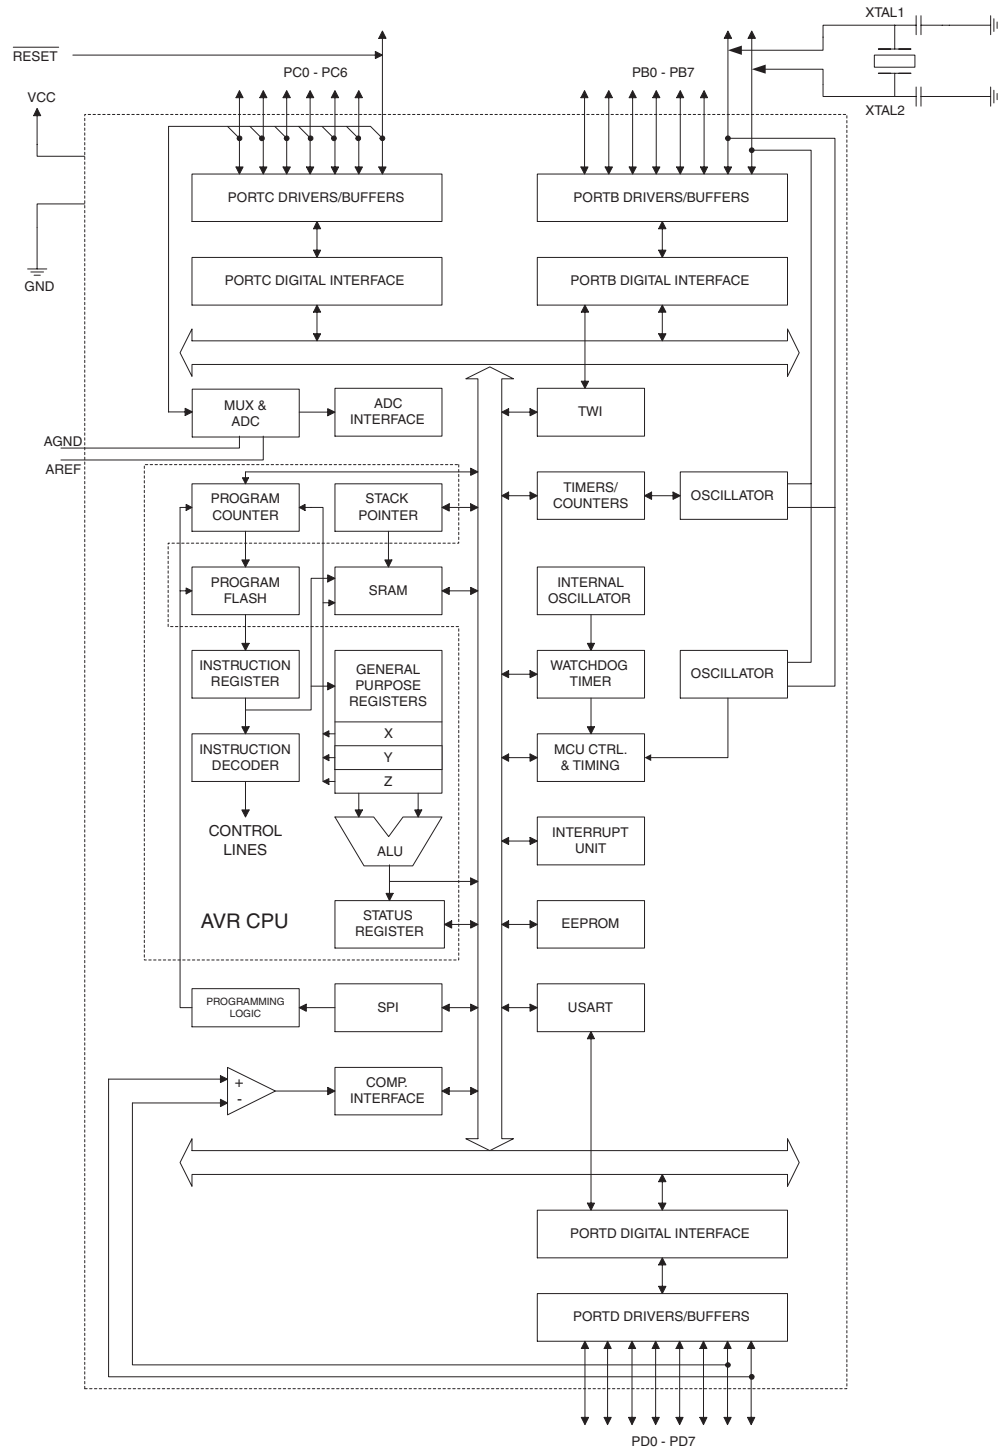 XTAL1
RESET
PC0 - PC6
PB0 - PB7
VCC
XTAL2
PORTC DRIVERS/BUFFERS
PORTB DRIVERS/BUFFERS
PORTC DIGITAL INTERFACE
PORTB DIGITAL INTERFACE
GND
MUX &
ADC
ADC
INTERFACE
TWI
AGND
AREF
PROGRAM
COUNTER
STACK
POINTER
TIMERS/
COUNTERS
OSCILLATOR
PROGRAM
FLASH
SRAM
INTERNAL
OSCILLATOR
INSTRUCTION
REGISTER
GENERAL
PURPOSE
REGISTERS
WATCHDOG
TIMER
OSCILLATOR
X
Y
Z
INSTRUCTION
DECODER
MCU CTRL.
& TIMING
CONTROL
LINES
ALU
INTERRUPT
UNIT
AVR CPU
STATUS
REGISTER
EEPROM
PROGRAMMING
LOGIC
SPI
USART
+
-
COMP.
INTERFACE
PORTD DIGITAL INTERFACE
PORTD DRIVERS/BUFFERS
PD0 - PD7